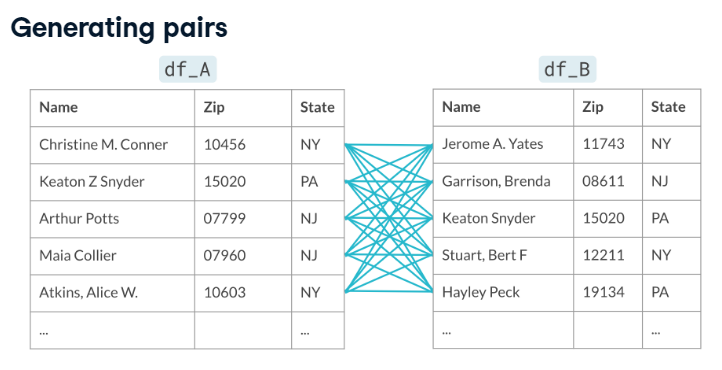 Generating pairs
df_A
df_B
Name Zip State
Christine M. Conner 10456 NY
Keaton Z Snyder 15020 PA
Arthur Potts 07799 NJ
Maia Collier 07960 NJ
Atkins, Alice W. 10603 NY
... ...
Name Zip State
Jerome A. Yates 11743 NY
Garrison, Brenda 08611 NJ
Keaton Snyder 15020 PA
Stuart, Bert F 12211 NY
Hayley Peck 19134 PA
... ...